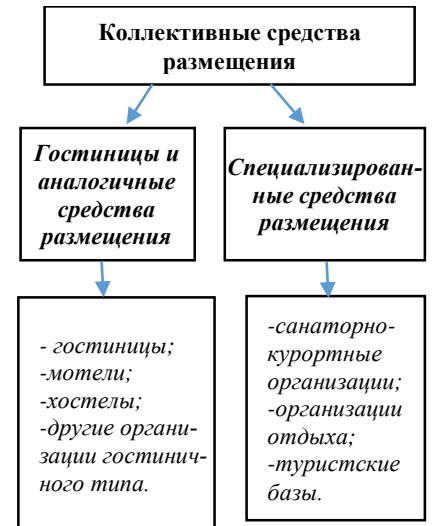 Коллективные средства
размещения
Гостиницы и
аналогичные
средства
размещения
Специализирован-
ные средства
размещения
- гостиницы;
-мотели;
-хостелы;
-другие органи-
зации гостинич-
ного типа.
-санаторно-
курортные
организации;
-организации
отдыха;
-туристские
базы.